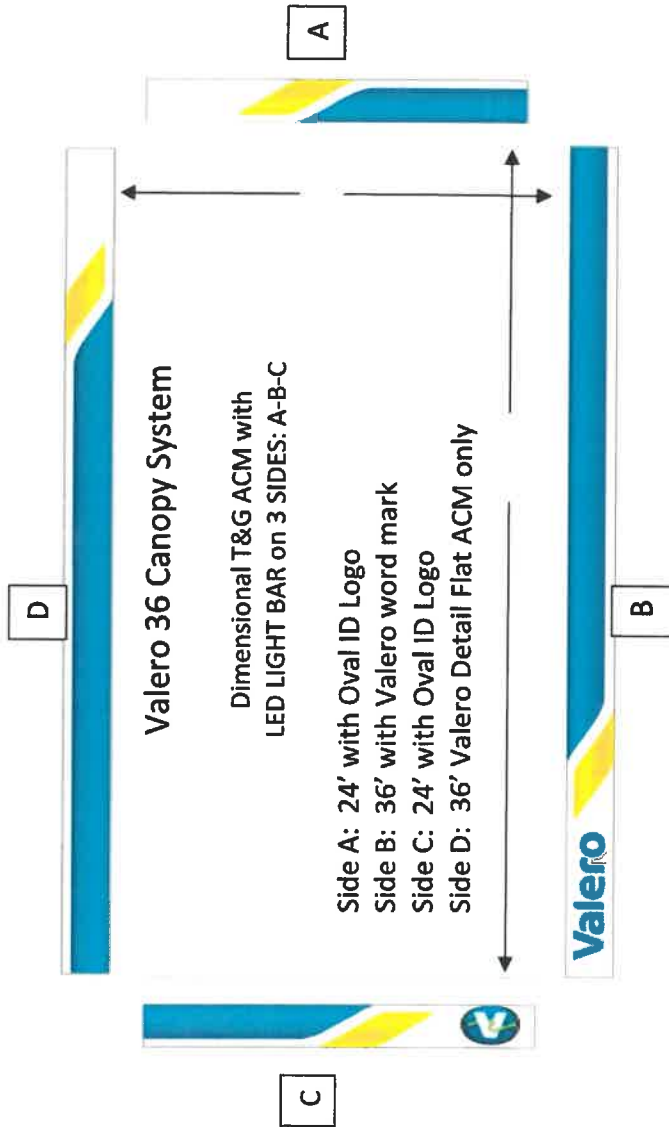 D
Valero 36 Canopy System
Dimensional T&G ACM with
LED LIGHT BAR on 3 SIDES: A-B-C
Side A: 24’ with Oval ID Logo
Side B: 36’ with Valero word mark
Side C: 24’ with Oval ID Logo
Side D: 36’ Valero Detail Flat ACM only
C
V
A
Valero
B